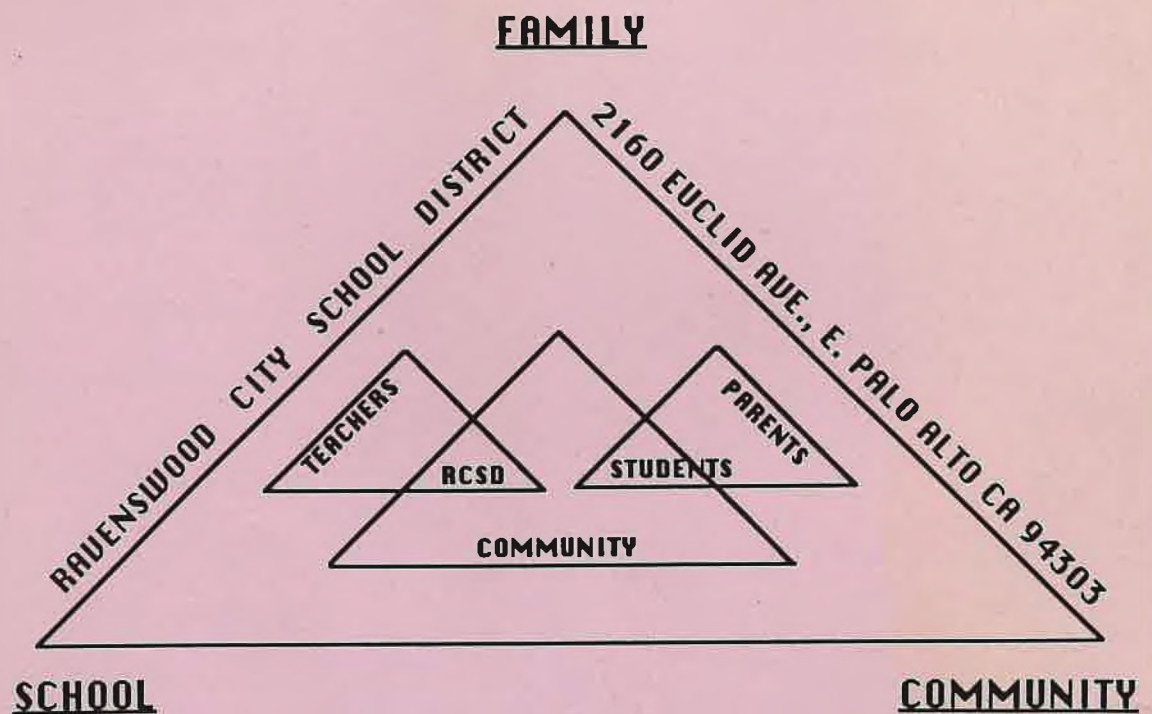 FAMILY
RAVENSWOOD CITY SCHOOL DISTRICT
2160 EUCLID AVE., E. PALO ALTO CA 94303
TEACHERS
PARENTS
RCSD
STUDENTS
COMMUNITY
SCHOOL
COMMUNITY